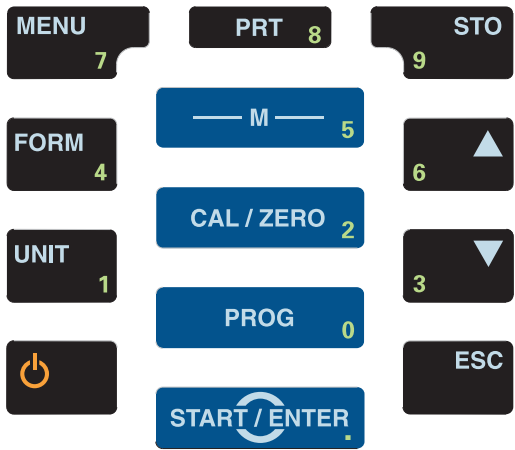 MENU 7
PRT 8
STO 9
— M — 5
FORM 4
▲ 6
CAL / ZERO 2
UNIT 1
▼ 3
PROG 0
ESC
START / ENTER .